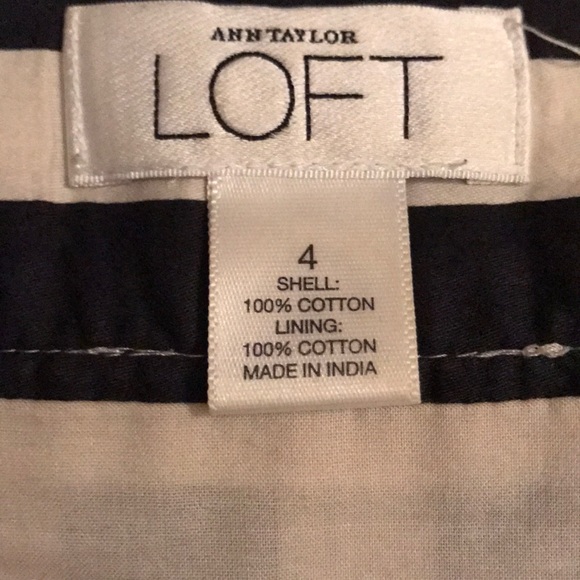 ANN TAYLOR
LOFT
4
SHELL:
100% COTTON
LINING:
100% COTTON
MADE IN INDIA